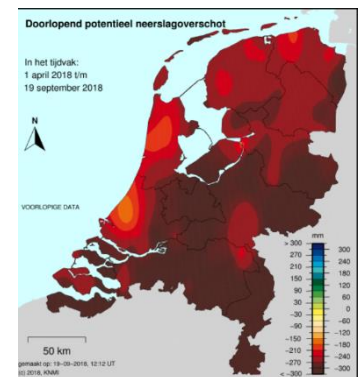 Doorlopend potentieel neerslagoverschot
In het tijdvak:
1 april 2018 t/m
19 september 2018
N
VOORLOPIGE DATA
mm
> 300
270
210
150
90
30
-30
-90
-150
-210
-270
< -300
300
240
180
120
60
0
-60
-120
-180
-240
-300
50 km
gemaakt op: 19-09-2018, 12:12 UT
(c) 2018, KNMI